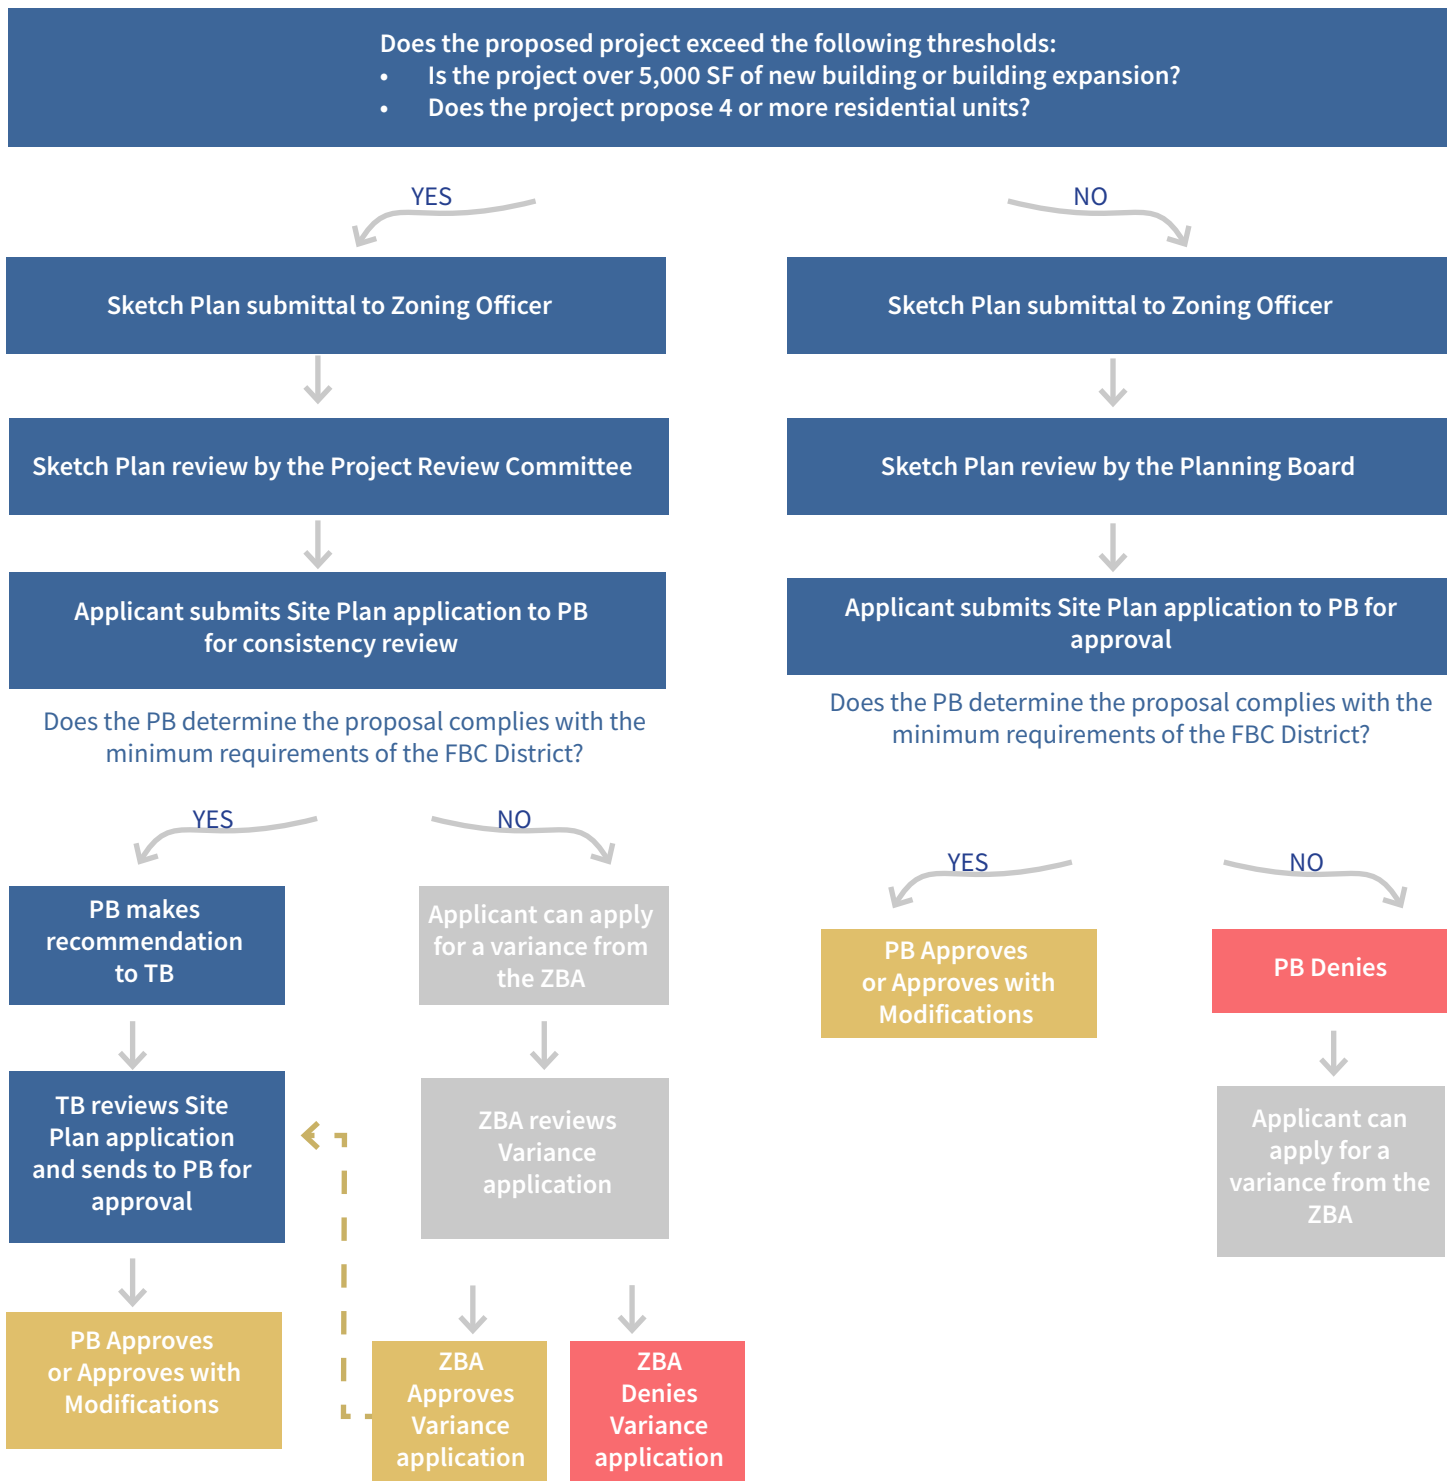 Does the proposed project exceed the following thresholds:
• Is the project over 5,000 SF of new building or building expansion?
• Does the project propose 4 or more residential units?
YES
NO
Sketch Plan submittal to Zoning Officer
Sketch Plan submittal to Zoning Officer
Sketch Plan review by the Project Review Committee
Sketch Plan review by the Planning Board
Applicant submits Site Plan application to PB
for consistency review
Applicant submits Site Plan application to PB for
approval
Does the PB determine the proposal complies with the
minimum requirements of the FBC District?
Does the PB determine the proposal complies with the
minimum requirements of the FBC District?
YES
NO
YES
NO
PB makes
recommendation
to TB
Applicant can apply
for a variance from
the ZBA
PB Approves
or Approves with
Modifications
PB Denies
TB reviews Site
Plan application
and sends to PB for
approval
ZBA reviews
Variance
application
Applicant can
apply for a
variance from the
ZBA
PB Approves
or Approves with
Modifications
ZBA
Approves
Variance
application
ZBA
Denies
Variance
application